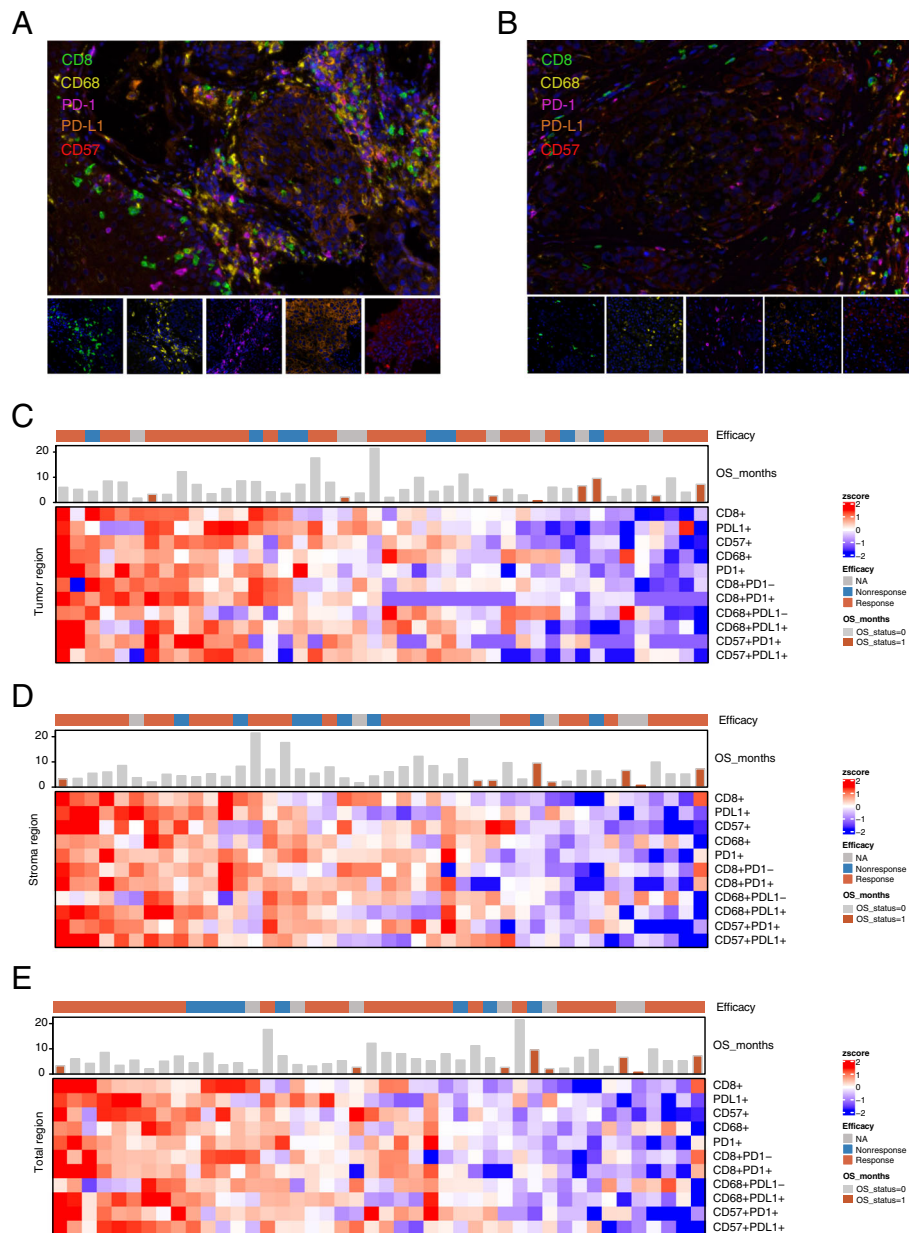 A
CD8
CD68
PD-1
PD-L1
CD57
B
CD8
CD68
PD-1
PD-L1
CD57
C
Efficacy
20
10
0
OS_months
Tumor region
CD8+
PDL1+
CD57+
CD68+
PD1+
CD8+PD1−
CD8+PD1+
CD68+PDL1−
CD68+PDL1+
CD57+PD1+
CD57+PDL1+
zscore
2
1
0
-1
-2
Efficacy
NA
Nonresponse
Response
OS_months
OS_status=0
OS_status=1
D
Efficacy
20
10
0
OS_months
Stroma region
CD8+
PDL1+
CD57+
CD68+
PD1+
CD8+PD1−
CD8+PD1+
CD68+PDL1−
CD68+PDL1+
CD57+PD1+
CD57+PDL1+
zscore
2
1
0
-1
-2
Efficacy
NA
Nonresponse
Response
OS_months
OS_status=0
OS_status=1
E
Efficacy
20
10
0
OS_months
Total region
CD8+
PDL1+
CD57+
CD68+
PD1+
CD8+PD1−
CD8+PD1+
CD68+PDL1−
CD68+PDL1+
CD57+PD1+
CD57+PDL1+
zscore
2
1
0
-1
-2
Efficacy
NA
Nonresponse
Response
OS_months
OS_status=0
OS_status=1